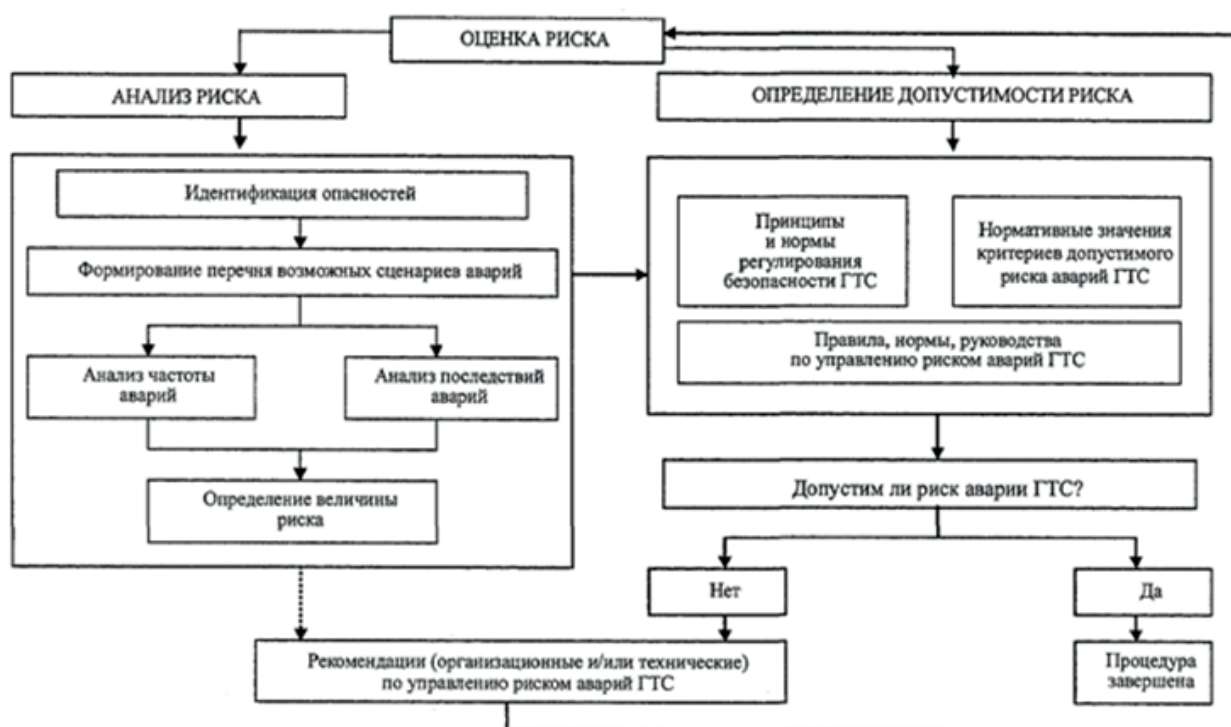 ОЦЕНКА РИСКА
АНАЛИЗ РИСКА
ОПРЕДЕЛЕНИЕ ДОПУСТИМОСТИ РИСКА
Идентификация опасностей
Формирование перечня возможных сценариев аварий
Анализ частоты
аварий
Анализ последствий
аварий
Определение величины
риска
Принципы
и нормы
регулирования
безопасности ГТС
Нормативные значения
критериев допустимого
риска аварий ГТС
Правила, нормы, руководства
по управлению риском аварий ГТС
Допустим ли риск аварии ГТС?
Нет
Да
Рекомендации (организационные и/или технические)
по управлению риском аварий ГТС
Процедура
завершена